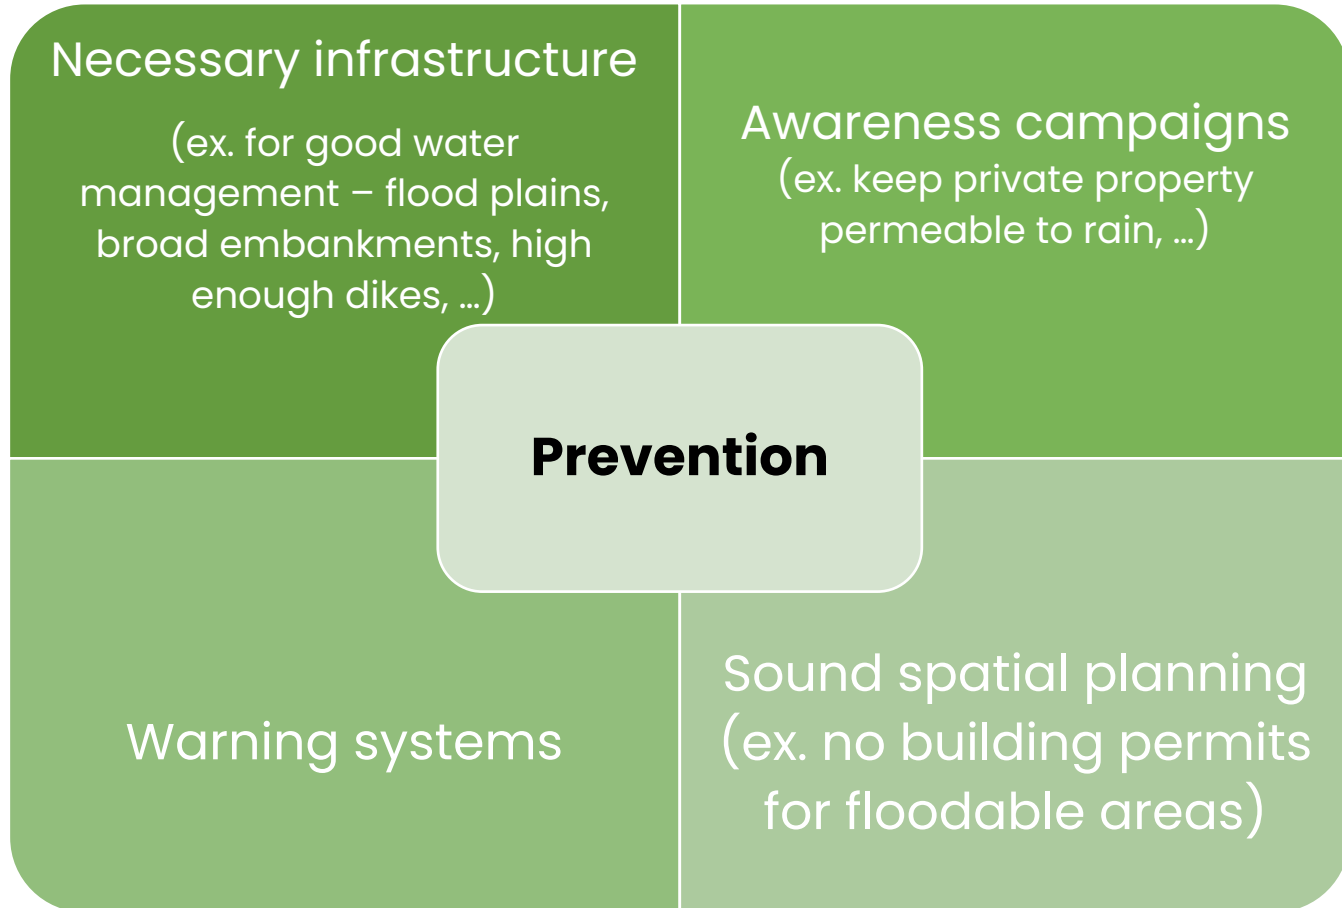 Necessary infrastructure
(ex. for good water
management – flood plains,
broad embankments, high
enough dikes, …)
Awareness campaigns
(ex. keep private property
permeable to rain, …)
Prevention
Warning systems
Sound spatial planning
(ex. no building permits
for floodable areas)